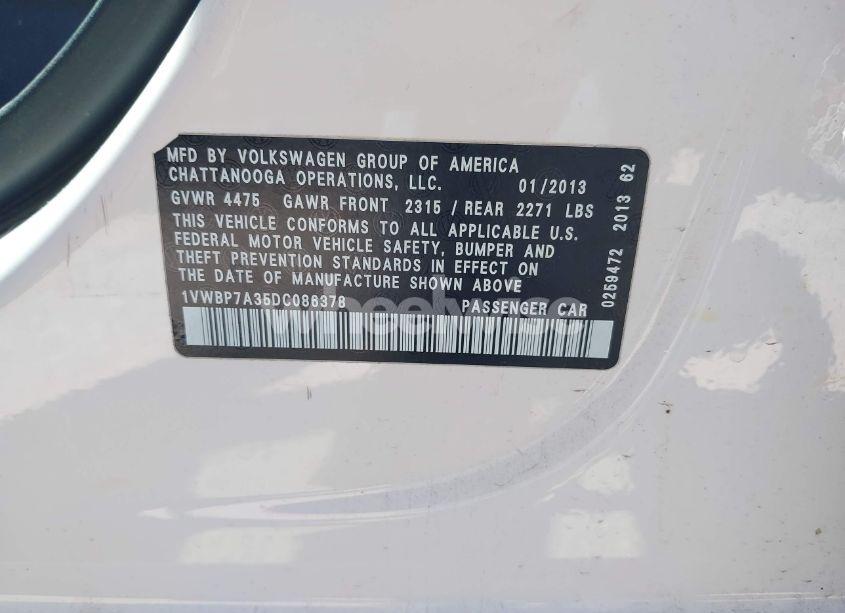 MFD BY VOLKSWAGEN GROUP OF AMERICA
CHATTANOOGA OPERATIONS, LLC. 01/2013
GVWR 4475 GAWR FRONT 2315 / REAR 2271 LBS
THIS VEHICLE CONFORMS TO ALL APPLICABLE U.S.
FEDERAL MOTOR VEHICLE SAFETY, BUMPER AND
THEFT PREVENTION STANDARDS IN EFFECT ON
THE DATE OF MANUFACTURE SHOWN ABOVE
1VWBP7A35DC086378 PASSENGER CAR
0259472 2013 62
wheelwise